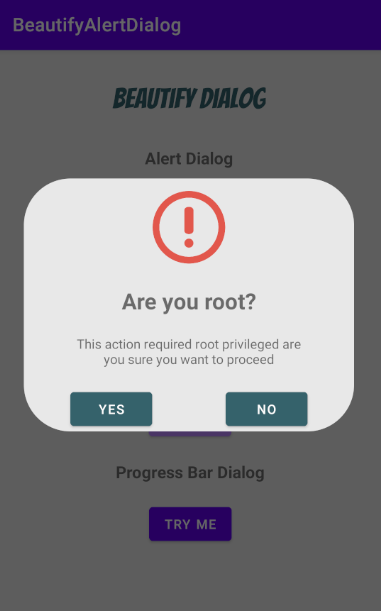 BeautifyAlertDialog
BEAUTIFY DIALOG
Alert Dialog
Are you root?
This action required root privileged are
you sure you want to proceed
YES
NO
Progress Bar Dialog
TRY ME